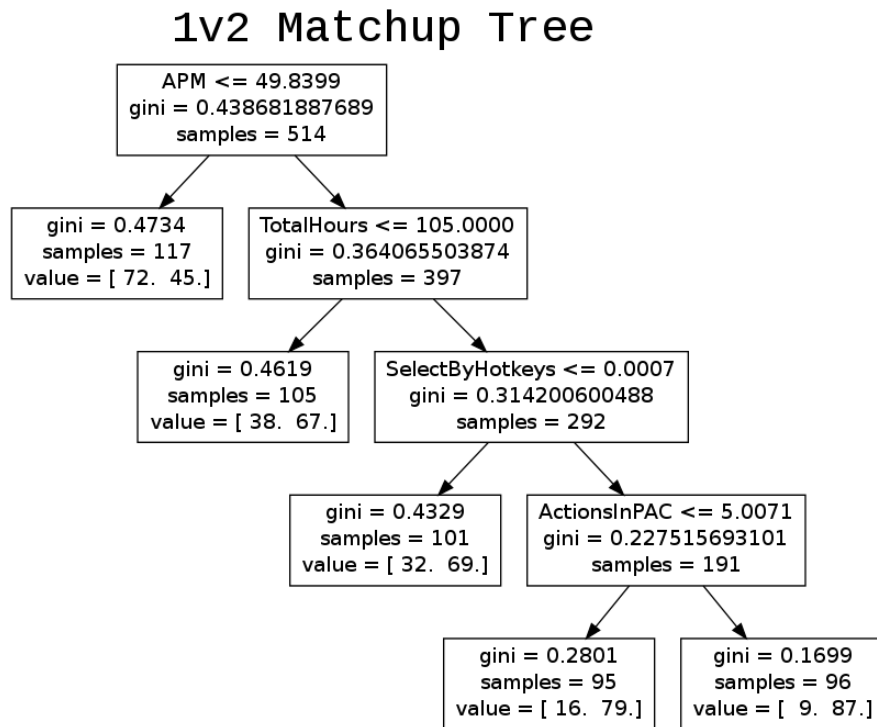 1v2 Matchup Tree
APM <= 49.8399
gini = 0.438681887689
samples = 514
gini = 0.4734
samples = 117
value = [ 72.  45.]
TotalHours <= 105.0000
gini = 0.364065503874
samples = 397
gini = 0.4619
samples = 105
value = [ 38.  67.]
SelectByHotkeys <= 0.0007
gini = 0.314200600488
samples = 292
gini = 0.4329
samples = 101
value = [ 32.  69.]
ActionsInPAC <= 5.0071
gini = 0.227515693101
samples = 191
gini = 0.2801
samples = 95
value = [ 16.  79.]
gini = 0.1699
samples = 96
value = [  9.  87.]